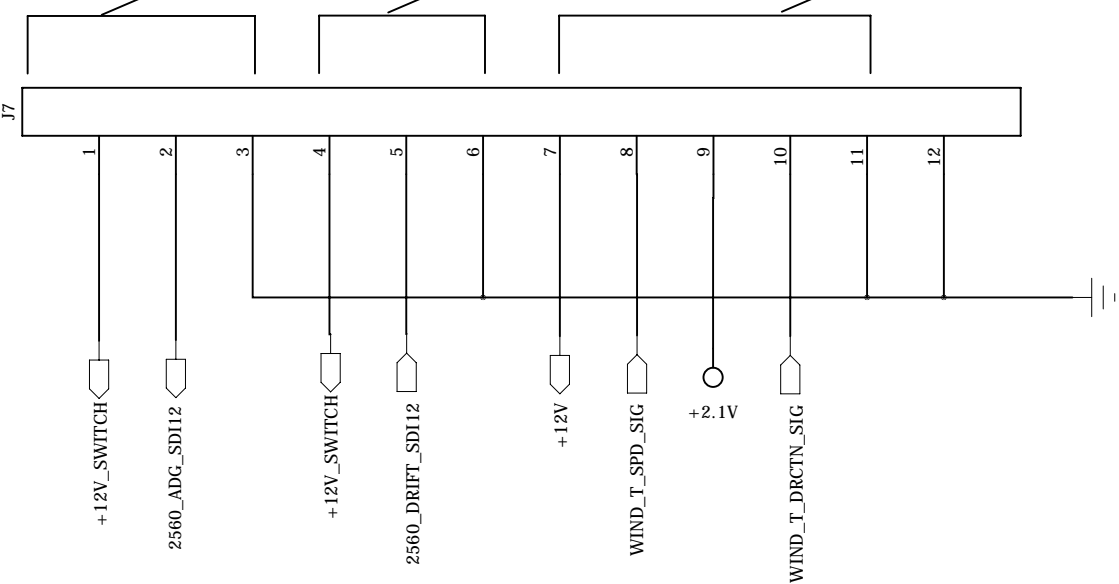 J7
1
2
3
4
5
6
7
8
9
10
11
12
+12V_SWITCH
2560_ADG_SDI12
+12V_SWITCH
2560_DRIFT_SDI12
+12V
WIND_T_SPD_SIG
+2.1V
WIND_T_DRCTN_SIG